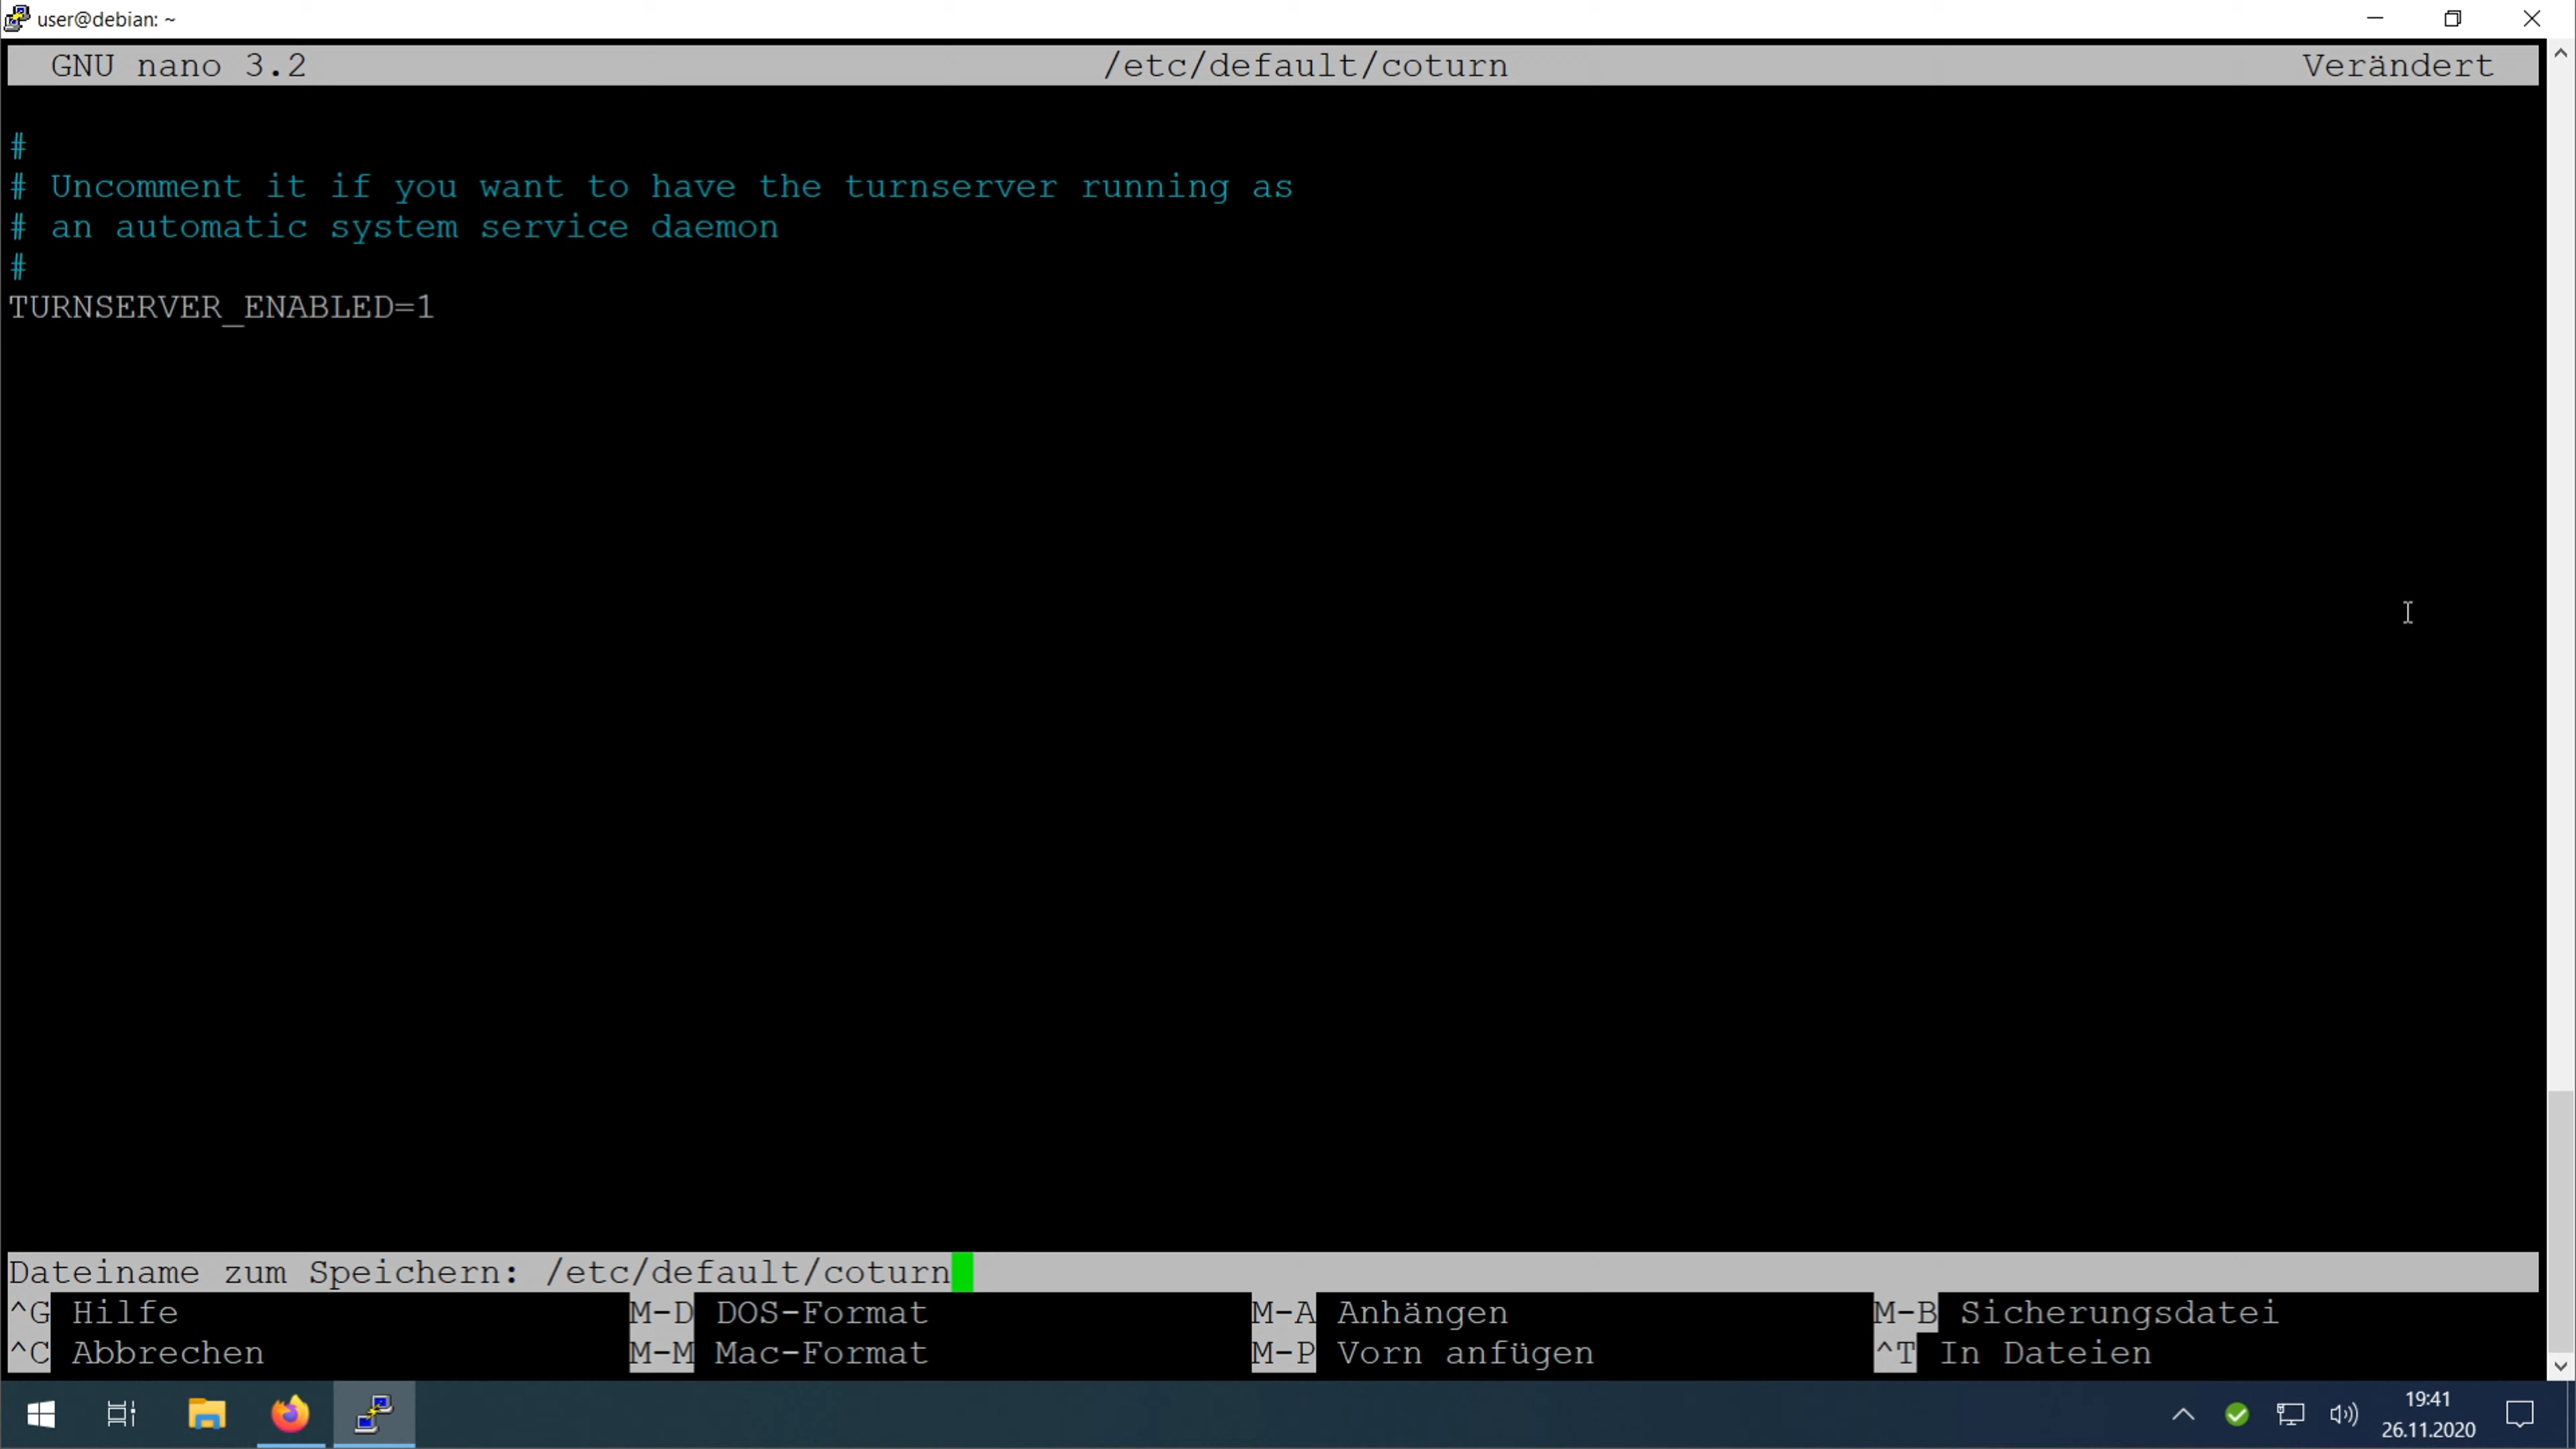 user@debian: ~
GNU nano 3.2 /etc/default/coturn Verändert
#
# Uncomment it if you want to have the turnserver running as
# an automatic system service daemon
#
TURNSERVER_ENABLED=1
Dateiname zum Speichern: /etc/default/coturn
^G Hilfe M-D DOS-Format M-A Anhängen M-B Sicherungsdatei
^C Abbrechen M-M Mac-Format M-P Vorn anfügen ^T In Dateien
19:41
26.11.2020